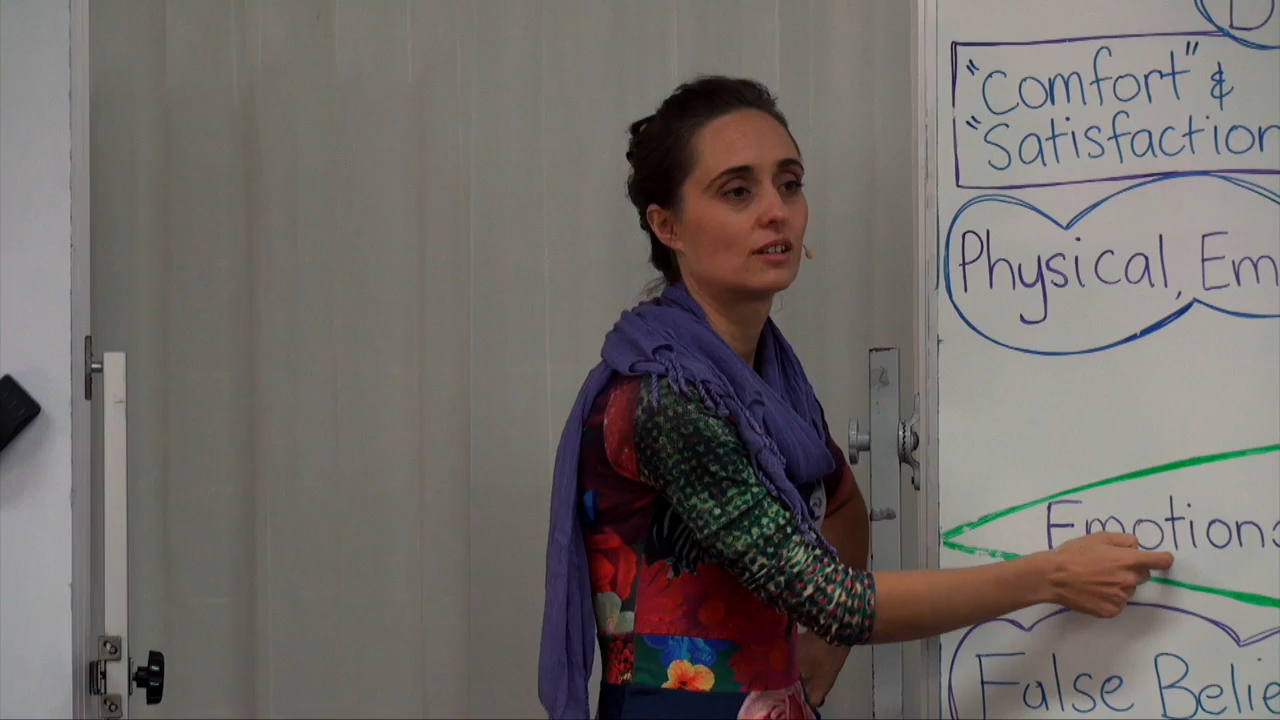 D
"Comfort" &
"Satisfaction
Physical, Em
Emotions
False Belie